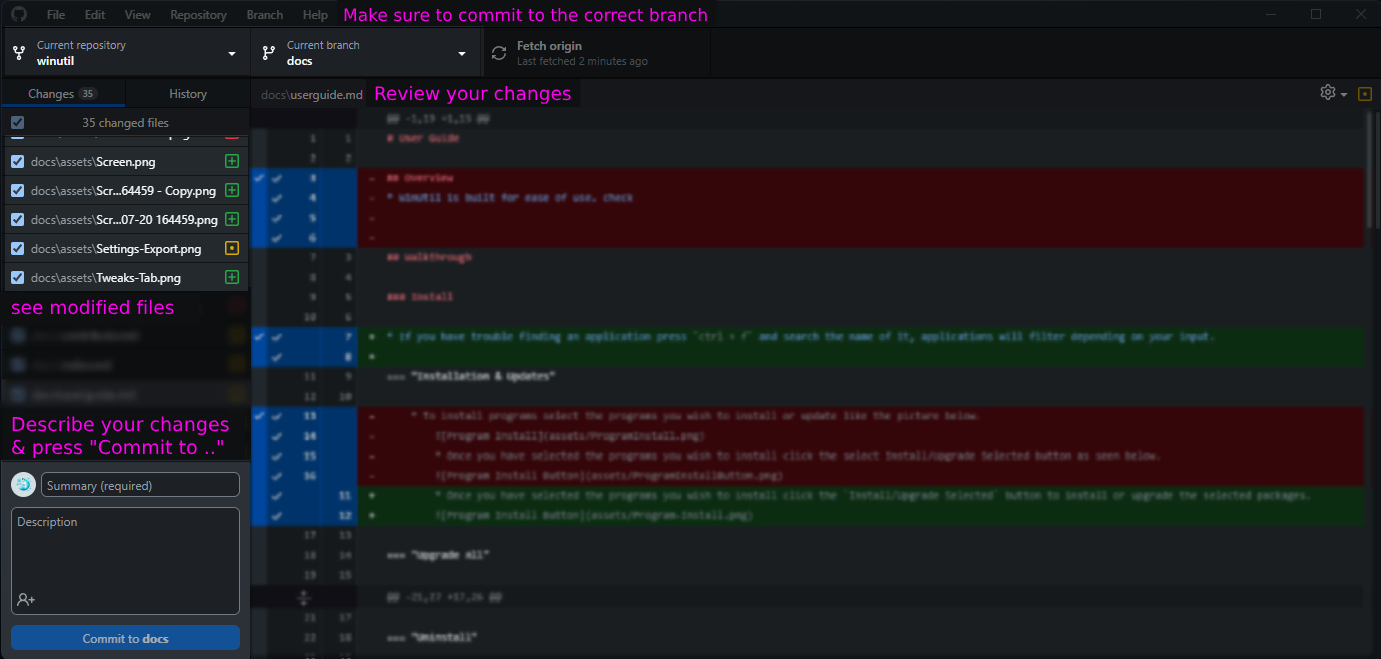 File Edit View Repository Branch Help Make sure to commit to the correct branch
Current repository
winutil
Current branch
docs
Fetch origin
Last fetched 2 minutes ago
Changes 35 History
docs\userguide.md Review your changes
35 changed files
docs\assets\Screen.png
docs\assets\Scr...64459 - Copy.png
docs\assets\Scr...07-20 164459.png
docs\assets\Settings-Export.png
docs\assets\Tweaks-Tab.png
see modified files
Describe your changes
& press "Commit to .."
Summary (required)
Description
Commit to docs
@@ -1,19 +1,15 @@
1 1 # User Guide
2 2
3 - ## Overview
4 - * WinUtil is built for ease of use. check
5 -
6 -
7 3 ## Walkthrough
8 4
9 5 ### Install
10 6
7 + * If you have trouble finding an application press `ctrl + f` and search the name of it, applications will filter depending on your input.
8 +
11 9 === "Installation & Updates"
12 10
13 - * To install programs select the programs you wish to install or update like the picture below.
14 - ![Program Install](assets/ProgramInstall.png)
15 - * Once you have selected the programs you wish to install click the select Install/Upgrade Selected button as seen below.
16 - ![Program Install Button](assets/ProgramInstallButton.png)
11 + * Once you have selected the programs you wish to install click the `Install/Upgrade Selected` button to install or upgrade the selected packages.
12 + ![Program Install Button](assets/Program-Install.png)
17 13
18 14 === "Upgrade All"
19 15
@@ -21,27 +17,26 @@
21 17
22 18 === "Uninstall"